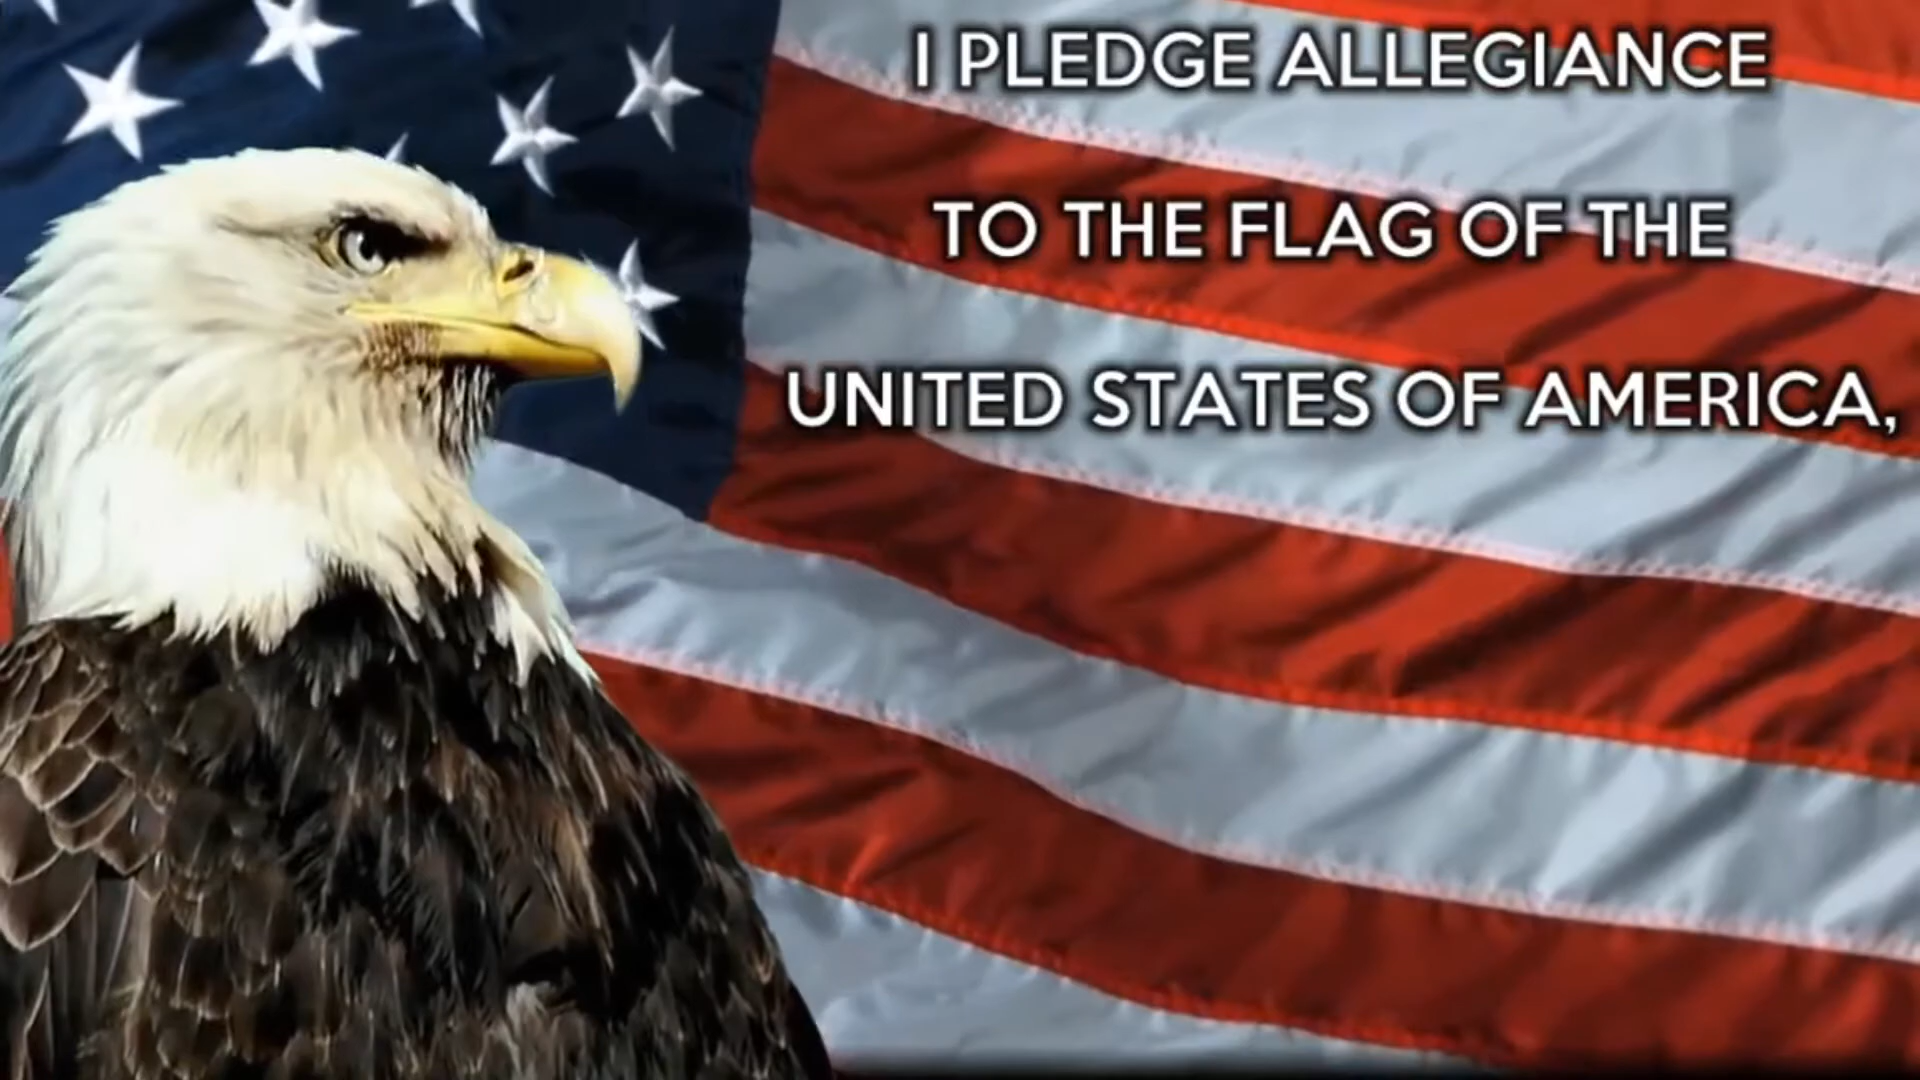 I PLEDGE ALLEGIANCE
TO THE FLAG OF THE
UNITED STATES OF AMERICA,